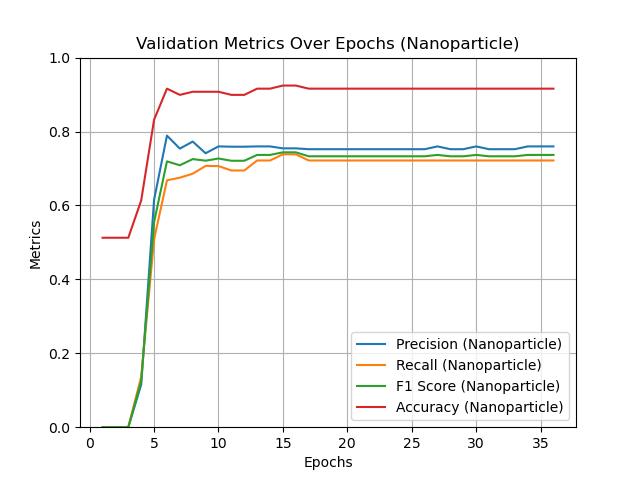 Validation Metrics Over Epochs (Nanoparticle)
1.0
0.8
0.6
0.4
0.2
0.0
Metrics
0 5 10 15 20 25 30 35
Epochs
Precision (Nanoparticle)
Recall (Nanoparticle)
F1 Score (Nanoparticle)
Accuracy (Nanoparticle)